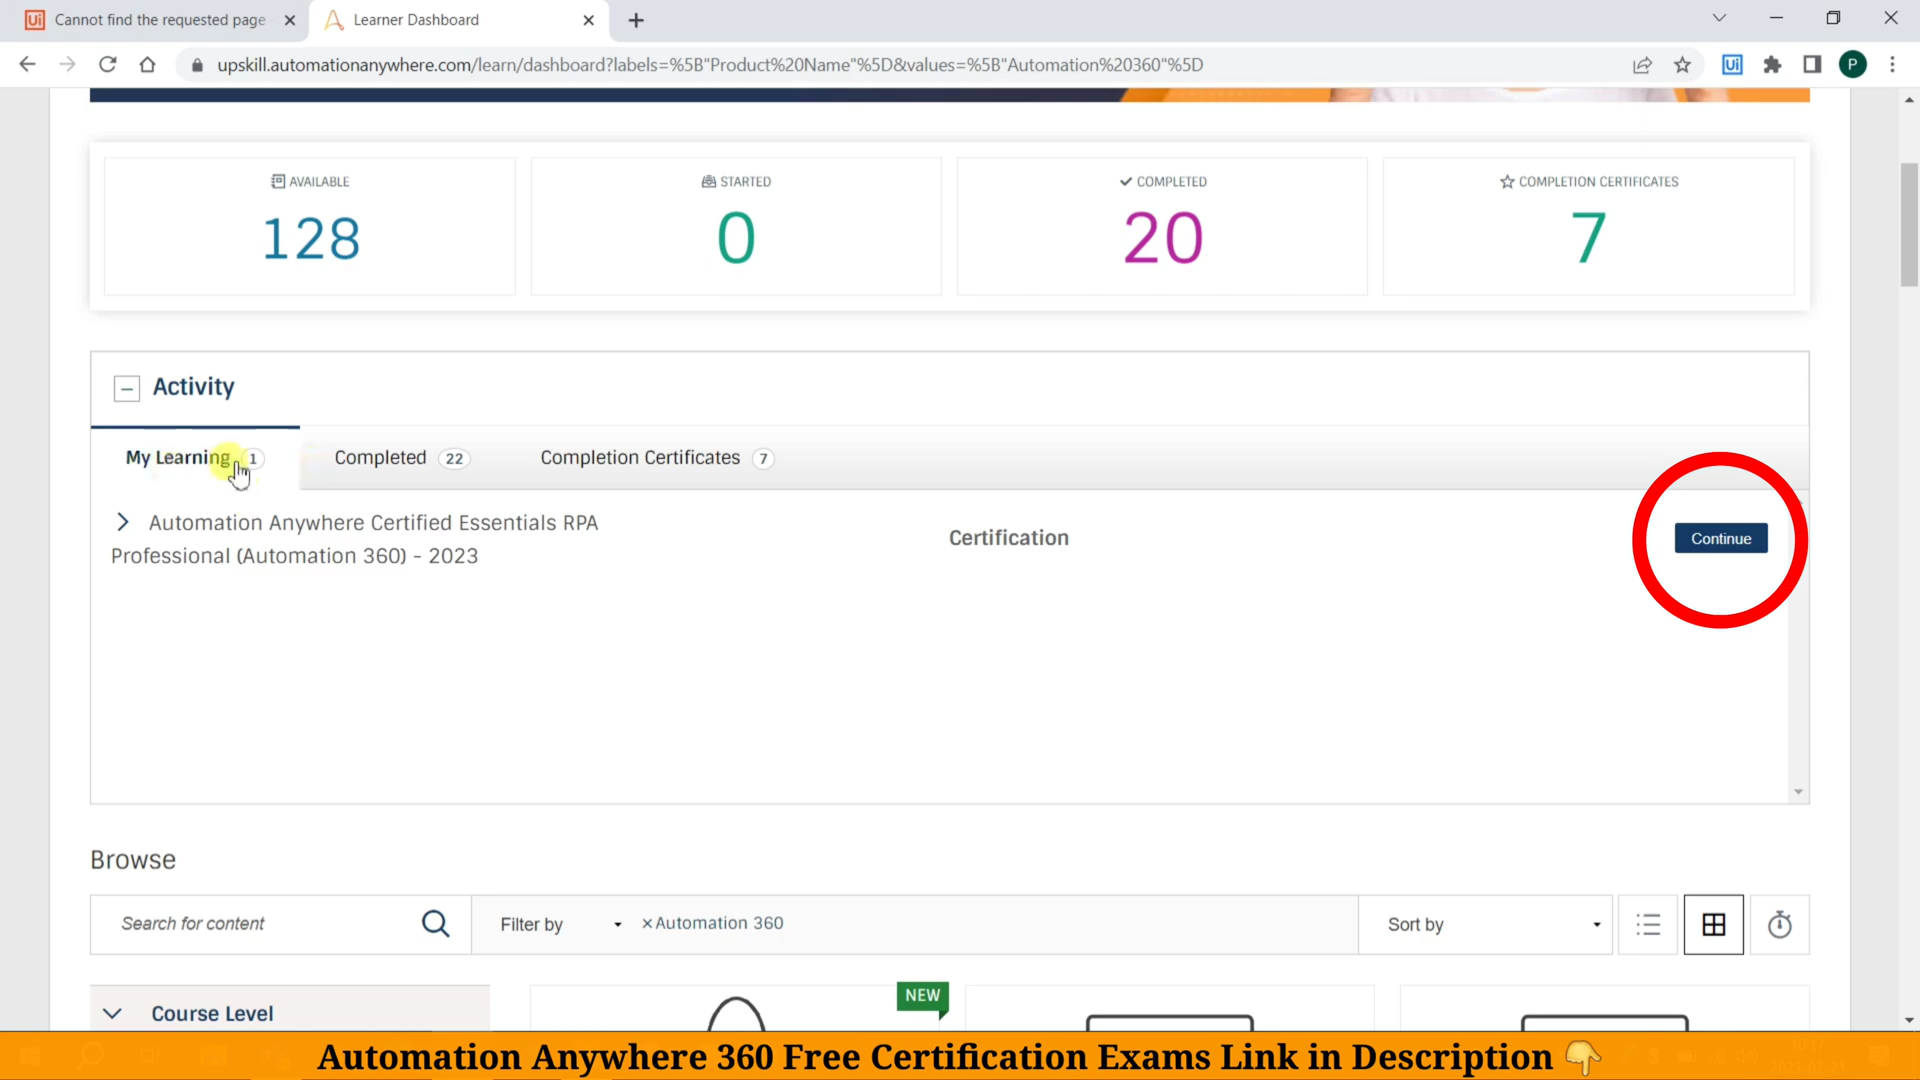 Cannot find the requested page
Learner Dashboard
upskill.automationanywhere.com/learn/dashboard?labels=%5B"Product%20Name"%5D&values=%5B"Automation%20360"%5D
Ui
P
AVAILABLE
128
STARTED
0
COMPLETED
20
COMPLETION CERTIFICATES
7
Activity
My Learning 1
Completed 22
Completion Certificates 7
Automation Anywhere Certified Essentials RPA
Professional (Automation 360) - 2023
Certification
Continue
Browse
Search for content
Filter by
×Automation 360
Sort by
NEW
Course Level
Automation Anywhere 360 Free Certification Exams Link in Description 👇